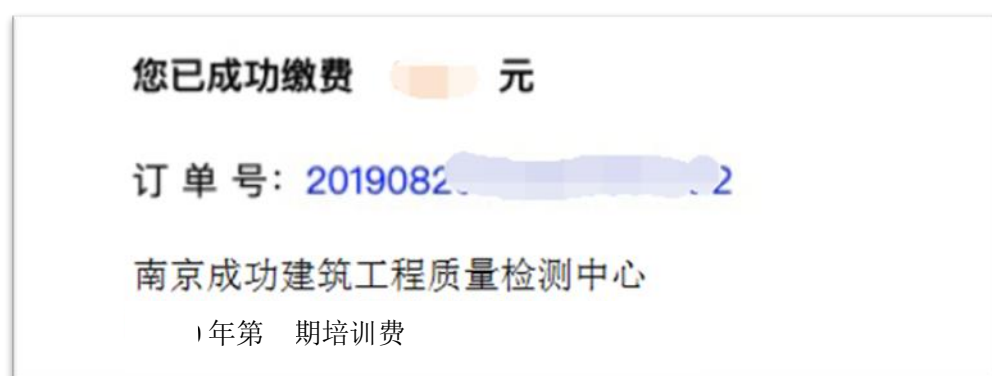 您已成功缴费 元
订 单 号：2019082 2
南京成功建筑工程质量检测中心
年第 期培训费